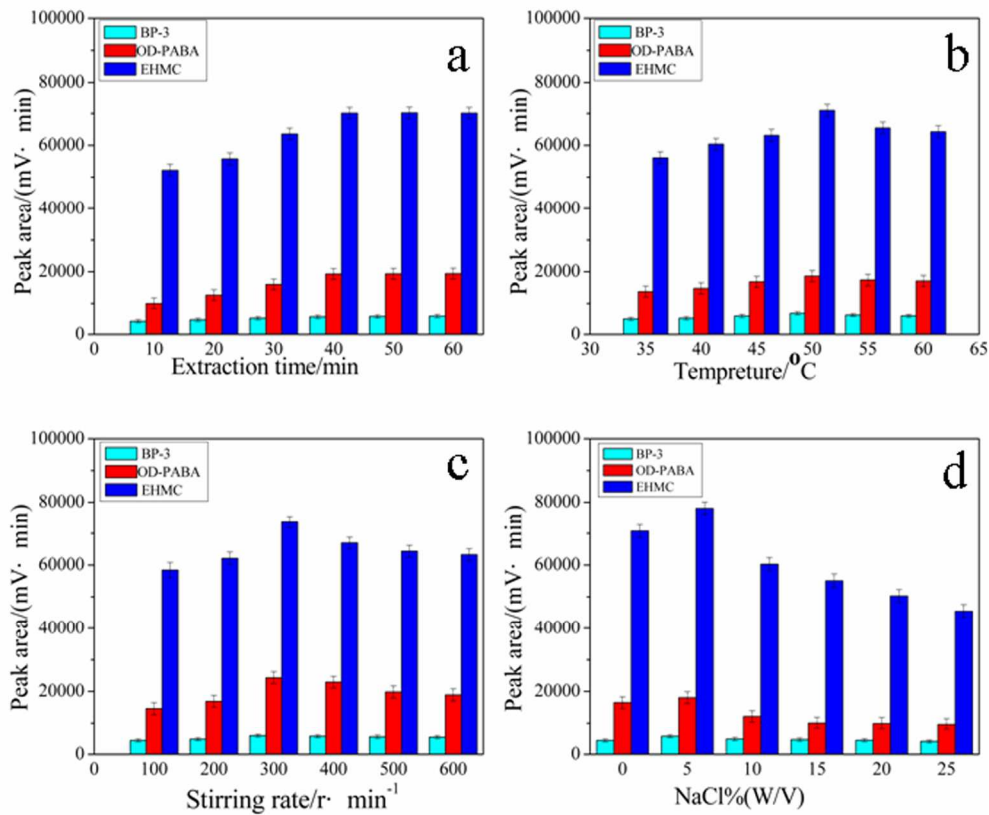 100000
80000
60000
40000
20000
0
Peak area/(mV· min)
BP-3
OD-PABA
EHMC
a
0 10 20 30 40 50 60
Extraction time/min
100000
80000
60000
40000
20000
0
Peak area/(mV· min)
BP-3
OD-PABA
EHMC
b
30 35 40 45 50 55 60 65
Tempreture/°C
100000
80000
60000
40000
20000
0
Peak area/(mV· min)
BP-3
OD-PABA
EHMC
c
0 100 200 300 400 500 600
Stirring rate/r· min⁻¹
100000
80000
60000
40000
20000
0
Peak area/(mV· min)
BP-3
OD-PABA
EHMC
d
0 5 10 15 20 25
NaCl%(W/V)